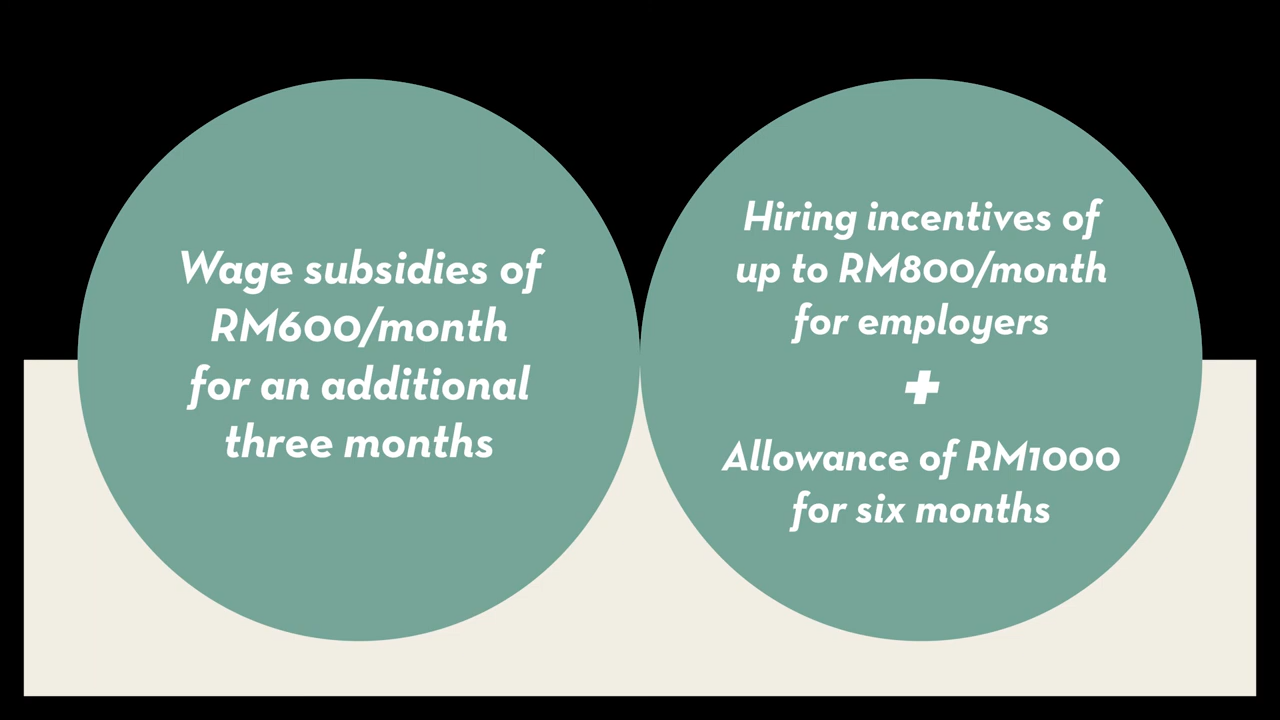 Wage subsidies of
RM600/month
for an additional
three months
Hiring incentives of
up to RM800/month
for employers
+
Allowance of RM1000
for six months